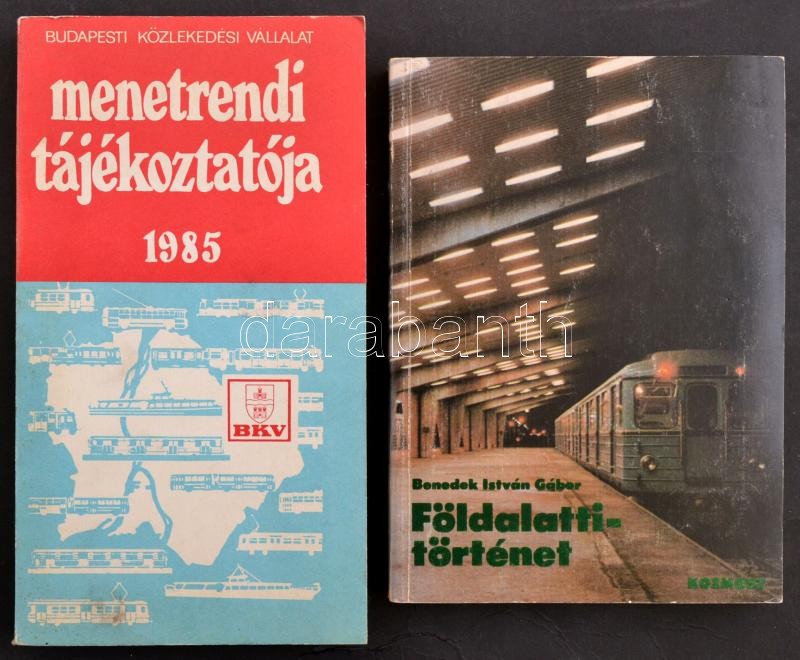 BUDAPESTI KÖZLEKEDÉSI VÁLLALAT
menetrendi
tájékoztatója
1985
BKV
Benedek István Gábor
Földalatti-
történet
KOZMOSZ
darabanth